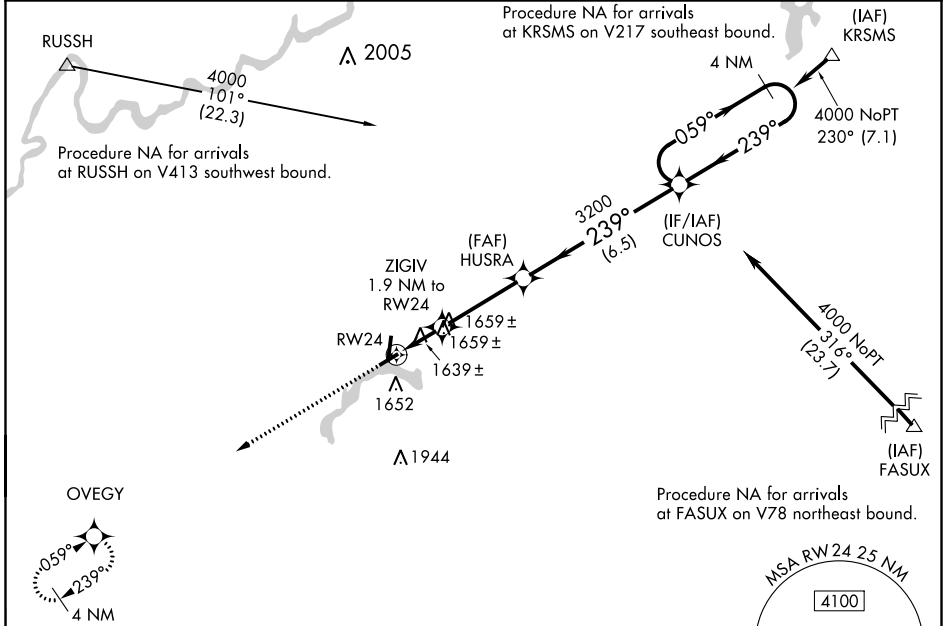 Procedure NA for arrivals
at KRSMS on V217 southeast bound.
(IAF)
KRSMS
RUSSH
2005
4 NM
4000
101°
(22.3)
4000 NoPT
230° (7.1)
059°
239°
Procedure NA for arrivals
at RUSSH on V413 southwest bound.
3200
239°
(6.5)
(IF/IAF)
CUNOS
(FAF)
HUSRA
ZIGIV
1.9 NM to
RW24
1659±
1659±
RW24
1639±
1652
4000 NoPT
316°
(23.7)
1944
(IAF)
FASUX
OVEGY
Procedure NA for arrivals
at FASUX on V78 northeast bound.
059°
239°
4 NM
MSA RW24 25 NM
4100